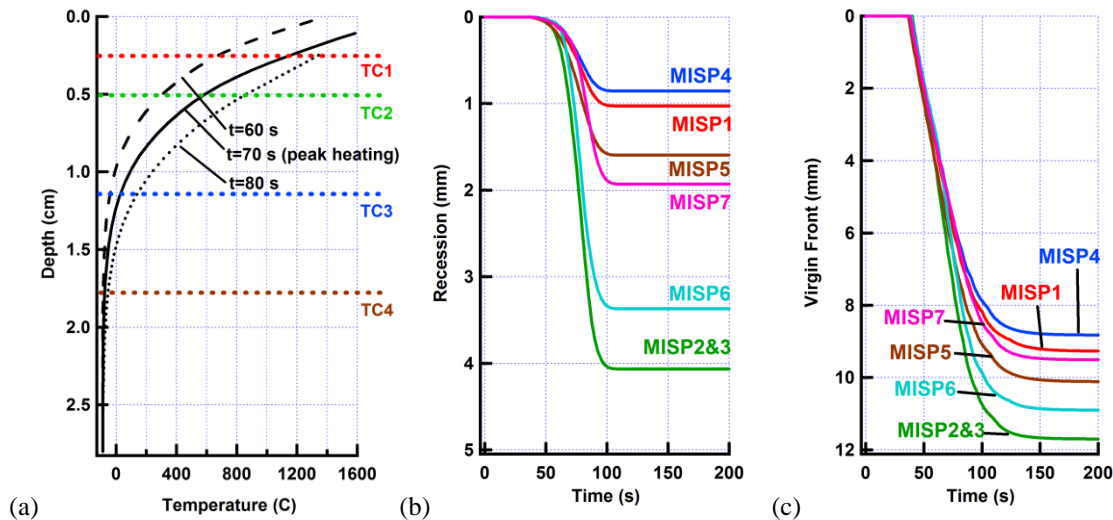 0.0
0.5
1.0
1.5
2.0
2.5
Depth (cm)
0
400
800
1200
1600
Temperature (C)
TC1
TC2
TC3
TC4
t=60 s
t=70 s (peak heating)
t=80 s
(a)
0
1
2
3
4
5
Recession (mm)
0
50
100
150
200
Time (s)
MISP4
MISP1
MISP5
MISP7
MISP6
MISP2&3
(b)
0
2
4
6
8
10
12
Virgin Front (mm)
0
50
100
150
200
Time (s)
MISP4
MISP1
MISP7
MISP5
MISP6
MISP2&3
(c)